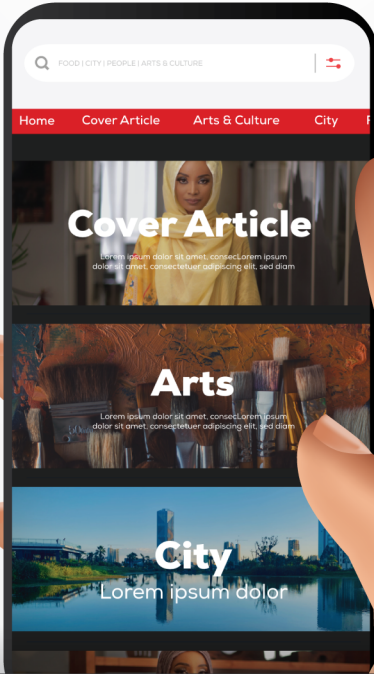 FOOD | CITY | PEOPLE | ARTS & CULTURE
Home Cover Article Arts & Culture City
Cover Article
Lorem ipsum dolor sit amet, consecLorem ipsum
dolor sit amet, consectetuer adipiscing elit, sed diam
Arts
Lorem ipsum dolor sit amet, consecLorem ipsum
dolor sit amet, consectetuer adipiscing elit, sed diam
City
Lorem ipsum dolor